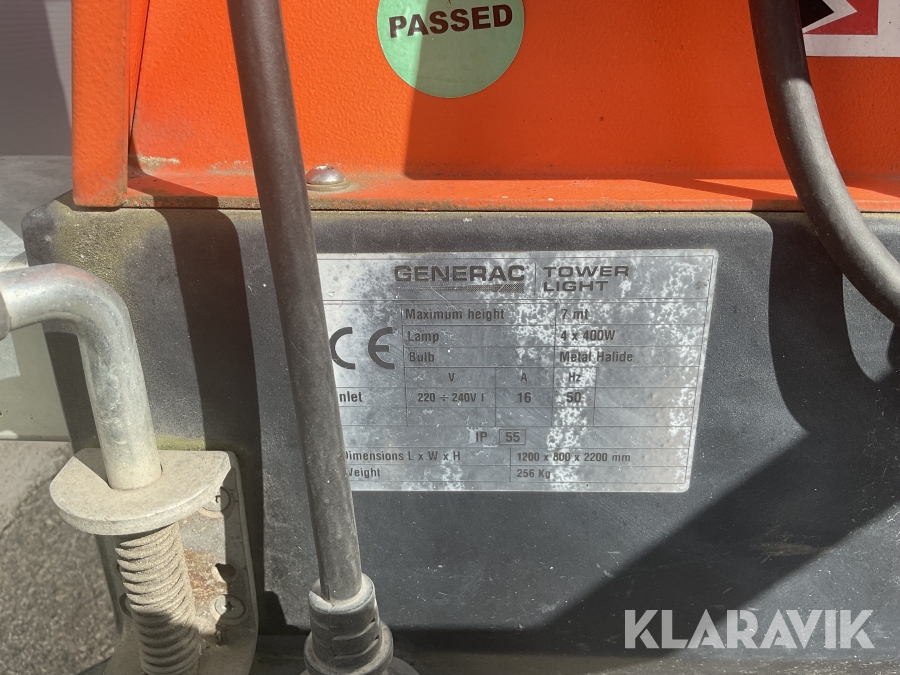 PASSED
GENERAC TOWER LIGHT
Maximum height 7 mt
Lamp 4 x 400W
CE
Bulb Metal Halide
V A Hz
nlet 220 ÷ 240V 16 50
IP 55
imensions L x W x H 1200 x 800 x 2200 mm
Weight 256 Kg
KLARAVIK